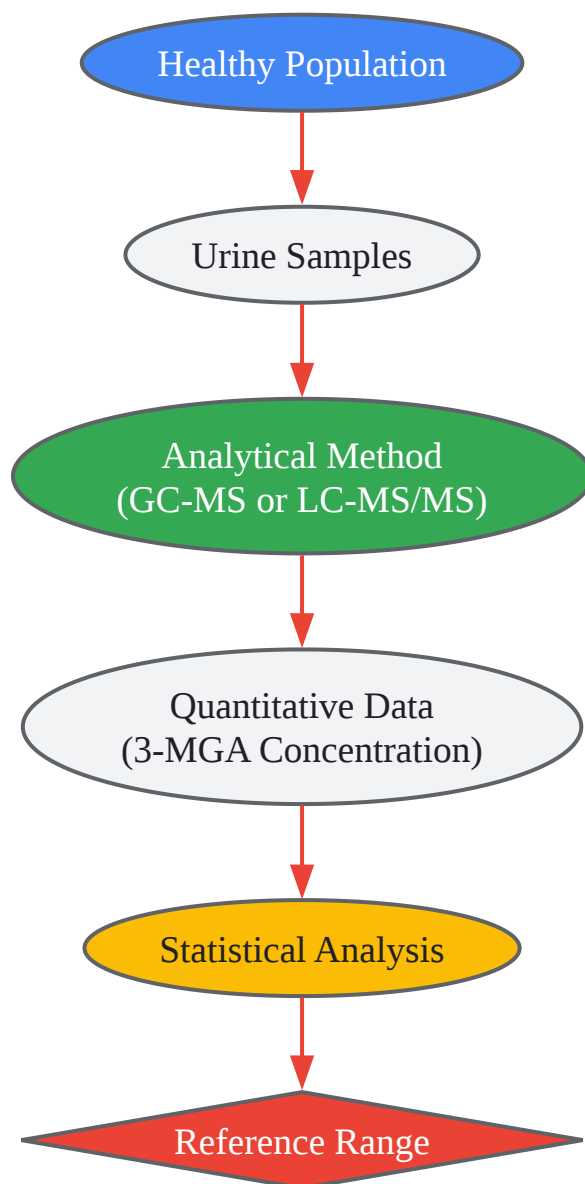 Healthy Population
Urine Samples
Analytical Method
(GC-MS or LC-MS/MS)
Quantitative Data
(3-MGA Concentration)
Statistical Analysis
Reference Range